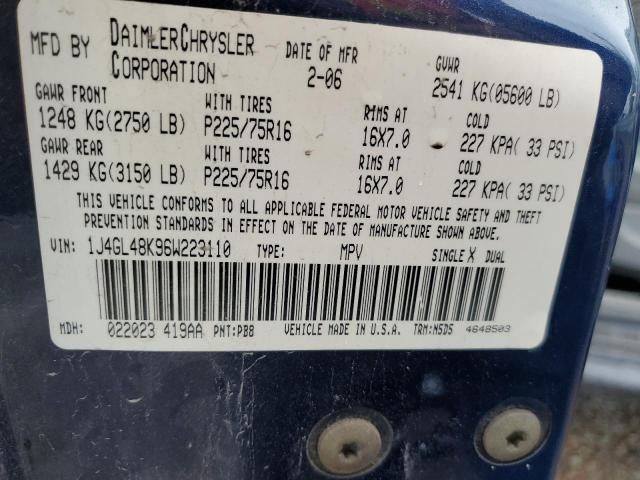 MFD BY DAIMLERCHRYSLER CORPORATION DATE OF MFR 2-06 GVWR 2541 KG(05600 LB)
GAWR FRONT WITH TIRES RIMS AT COLD
1248 KG(2750 LB) P225/75R16 16X7.0 227 KPA( 33 PSI)
GAWR REAR WITH TIRES RIMS AT COLD
1429 KG(3150 LB) P225/75R16 16X7.0 227 KPA( 33 PSI)
THIS VEHICLE CONFORMS TO ALL APPLICABLE FEDERAL MOTOR VEHICLE SAFETY AND THEFT
PREVENTION STANDARDS IN EFFECT ON THE DATE OF MANUFACTURE SHOWN ABOVE.
VIN: 1J4GL48K96W223110 TYPE: MPV SINGLE X DUAL
MDH: 022023 419AA PNT:PB8 VEHICLE MADE IN U.S.A. TRM:N5D5 4648503